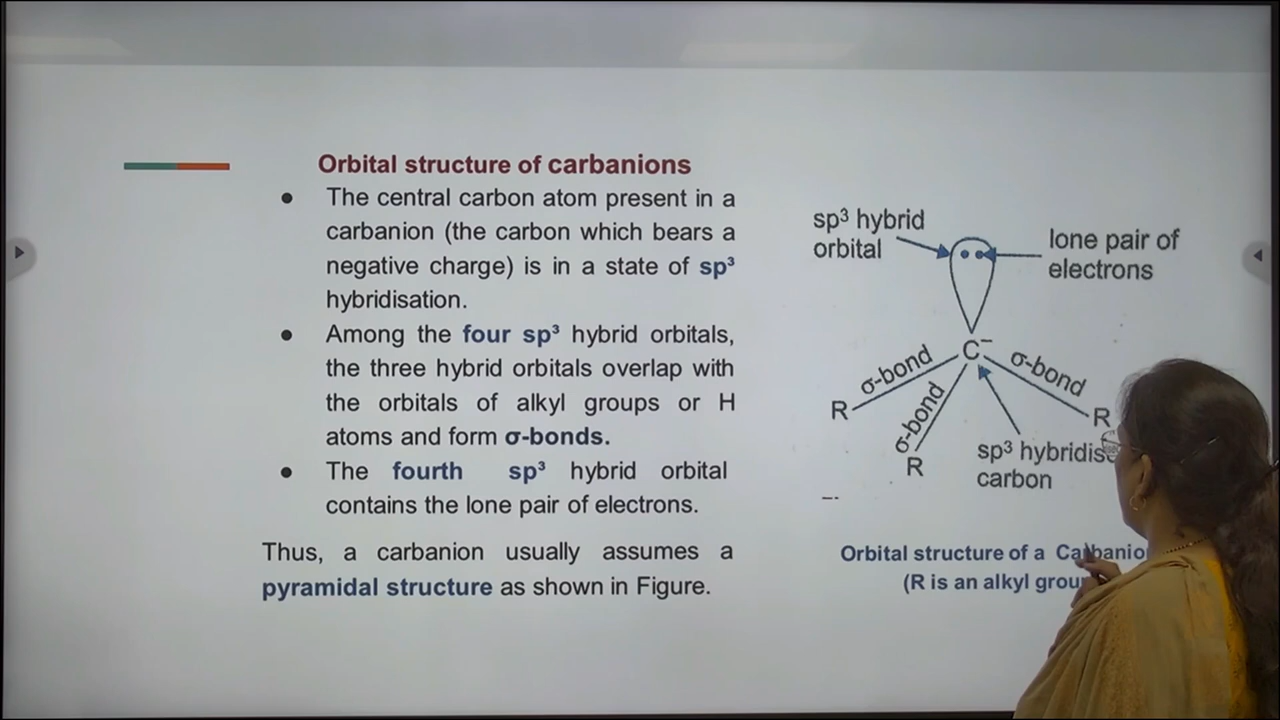 Orbital structure of carbanions
● The central carbon atom present in a
carbanion (the carbon which bears a
negative charge) is in a state of sp³
hybridisation.
● Among the four sp³ hybrid orbitals,
the three hybrid orbitals overlap with
the orbitals of alkyl groups or H
atoms and form σ-bonds.
● The fourth sp³ hybrid orbital
contains the lone pair of electrons.
Thus, a carbanion usually assumes a
pyramidal structure as shown in Figure.
sp³ hybrid
orbital
lone pair of
electrons
C⁻
σ-bond
σ-bond
σ-bond
R
R
R
sp³ hybridise
carbon
Orbital structure of a Carbanio
(R is an alkyl grou